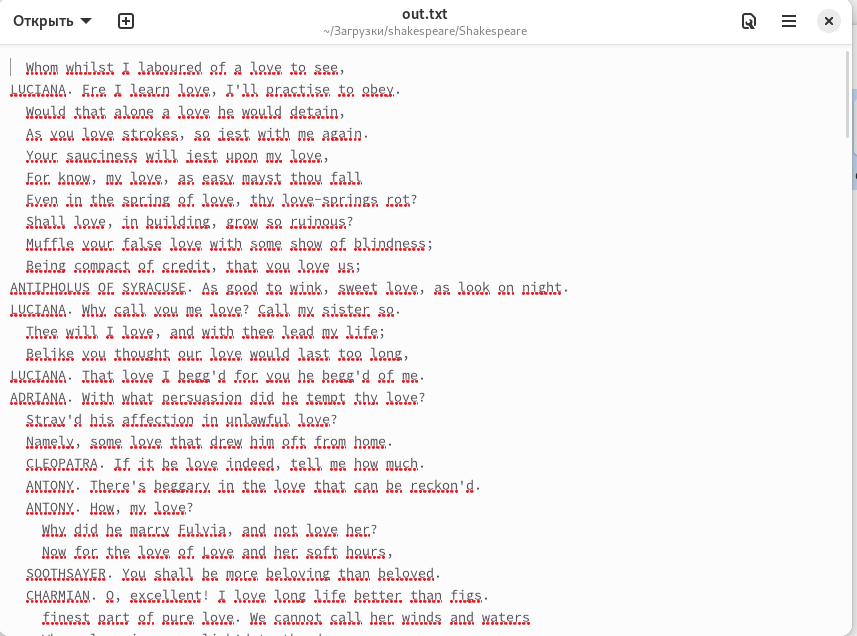 Открыть
out.txt
~/Загрузки/shakespeare/Shakespeare
Whom whilst I laboured of a love to see,
LUCIANA. Ere I learn love, I'll practise to obey.
Would that alone a love he would detain,
As you love strokes, so jest with me again.
Your sauciness will jest upon my love,
For know, my love, as easy mayst thou fall
Even in the spring of love, thy love-springs rot?
Shall love, in building, grow so ruinous?
Muffle your false love with some show of blindness;
Being compact of credit, that you love us;
ANTIPHOLUS OF SYRACUSE. As good to wink, sweet love, as look on night.
LUCIANA. Why call you me love? Call my sister so.
Thee will I love, and with thee lead my life;
Belike you thought our love would last too long,
LUCIANA. That love I begg'd for you he begg'd of me.
ADRIANA. With what persuasion did he tempt thy love?
Stray'd his affection in unlawful love?
Namely, some love that drew him oft from home.
CLEOPATRA. If it be love indeed, tell me how much.
ANTONY. There's beggary in the love that can be reckon'd.
ANTONY. How, my love?
Why did he marry Fulvia, and not love her?
Now for the love of Love and her soft hours,
SOOTHSAYER. You shall be more beloving than beloved.
CHARMIAN. O, excellent! I love long life better than figs.
finest part of pure love. We cannot call her winds and waters